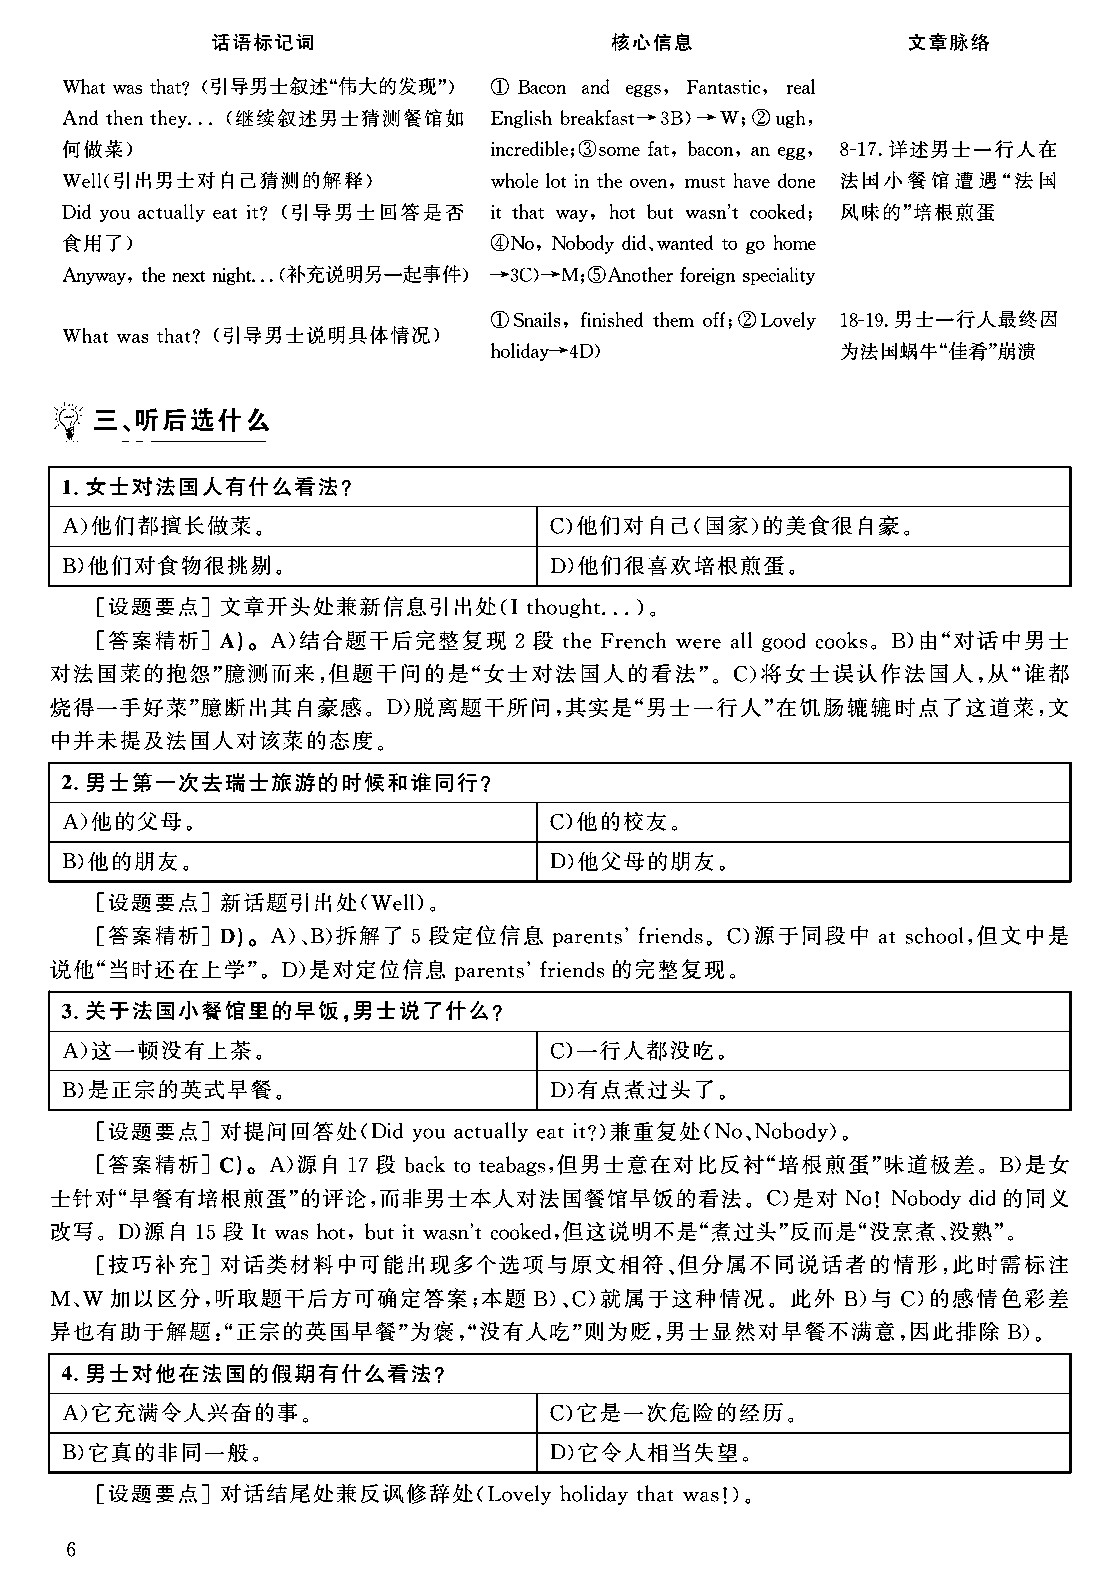 话语标记词 核心信息 文章脉络
What was that?（引导男士叙述“伟大的发现”）
And then they...（继续叙述男士猜测餐馆如
何做菜）
Well(引出男士对自己猜测的解释）
Did you actually eat it?（引导男士回答是否
食用了）
Anyway, the next night...(补充说明另一起事件）
① Bacon and eggs, Fantastic, real
English breakfast→3B)→W;②ugh,
incredible;③some fat, bacon, an egg,
whole lot in the oven, must have done
it that way, hot but wasn't cooked;
④No, Nobody did、wanted to go home
→3C)→M;⑤Another foreign speciality
8-17.详述男士一行人在
法国小餐馆遭遇“法国
风味的”培根煎蛋
What was that?（引导男士说明具体情况）
①Snails, finished them off;②Lovely
holiday→4D)
18-19.男士一行人最终因
为法国蜗牛“佳肴”崩溃
三、听后选什么
1. 女士对法国人有什么看法?
A)他们都擅长做菜。 C)他们对自己(国家)的美食很自豪。
B)他们对食物很挑剔。 D)他们很喜欢培根煎蛋。
［设题要点］文章开头处兼新信息引出处(I thought...)。
［答案精析］A)。A)结合题干后完整复现 2 段 the French were all good cooks。B)由“对话中男士
对法国菜的抱怨”臆测而来,但题干问的是“女士对法国人的看法”。C)将女士误认作法国人,从“谁都
烧得一手好菜”臆断出其自豪感。D)脱离题干所问,其实是“男士一行人”在饥肠辘辘时点了这道菜,文
中并未提及法国人对该菜的态度。
2. 男士第一次去瑞士旅游的时候和谁同行?
A)他的父母。 C)他的校友。
B)他的朋友。 D)他父母的朋友。
［设题要点］新话题引出处(Well)。
［答案精析］D)。A)、B)拆解了 5 段定位信息 parents' friends。C)源于同段中 at school,但文中是
说他“当时还在上学”。D)是对定位信息 parents' friends 的完整复现。
3. 关于法国小餐馆里的早饭,男士说了什么?
A)这一顿没有上茶。 C)一行人都没吃。
B)是正宗的英式早餐。 D)有点煮过头了。
［设题要点］对提问回答处(Did you actually eat it?)兼重复处(No、Nobody)。
［答案精析］C)。A)源自 17 段 back to teabags,但男士意在对比反衬“培根煎蛋”味道极差。B)是女
士针对“早餐有培根煎蛋”的评论,而非男士本人对法国餐馆早饭的看法。C)是对 No! Nobody did 的同义
改写。D)源自 15 段 It was hot, but it wasn't cooked,但这说明不是“煮过头”反而是“没烹煮、没熟”。
［技巧补充］对话类材料中可能出现多个选项与原文相符、但分属不同说话者的情形,此时需标注
M、W 加以区分,听取题干后方可确定答案;本题 B)、C)就属于这种情况。此外 B)与 C)的感情色彩差
异也有助于解题:“正宗的英国早餐”为褒,“没有人吃”则为贬,男士显然对早餐不满意,因此排除 B)。
4. 男士对他在法国的假期有什么看法?
A)它充满令人兴奋的事。 C)它是一次危险的经历。
B)它真的非同一般。 D)它令人相当失望。
［设题要点］对话结尾处兼反讽修辞处(Lovely holiday that was!)。
6